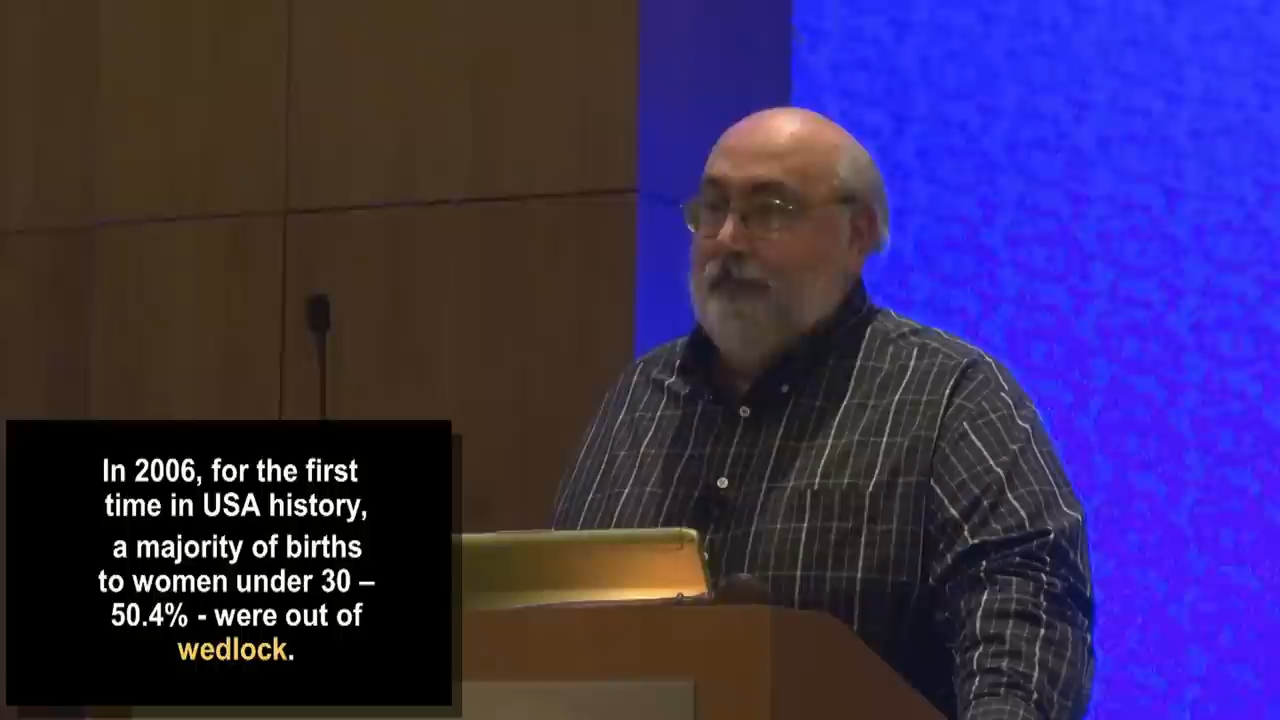 In 2006, for the first
time in USA history,
a majority of births
to women under 30 –
50.4% - were out of
wedlock.